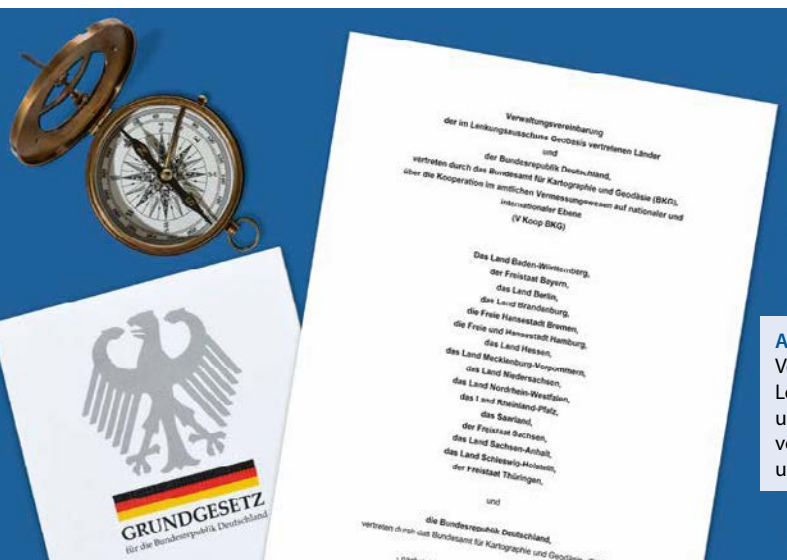 Verwaltungsvereinbarung
der im Lenkungsausschuss Geobasis vertretenen Länder
und
der Bundesrepublik Deutschland,
vertreten durch das Bundesamt für Kartographie und Geodäsie (BKG),
über die Kooperation im amtlichen Vermessungswesen auf nationaler und
internationaler Ebene
(V Koop BKG)
Das Land Baden-Württemberg,
der Freistaat Bayern,
das Land Berlin,
das Land Brandenburg,
die Freie Hansestadt Bremen,
die Freie und Hansestadt Hamburg,
das Land Hessen,
das Land Mecklenburg-Vorpommern,
das Land Niedersachsen,
das Land Nordrhein-Westfalen,
das Land Rheinland-Pfalz,
das Saarland,
der Freistaat Sachsen,
das Land Sachsen-Anhalt,
das Land Schleswig-Holstein,
der Freistaat Thüringen,
und
die Bundesrepublik Deutschland,
vertreten durch das Bundesamt für Kartographie und Geodäsie
GRUNDGESETZ
für die Bundesrepublik Deutschland